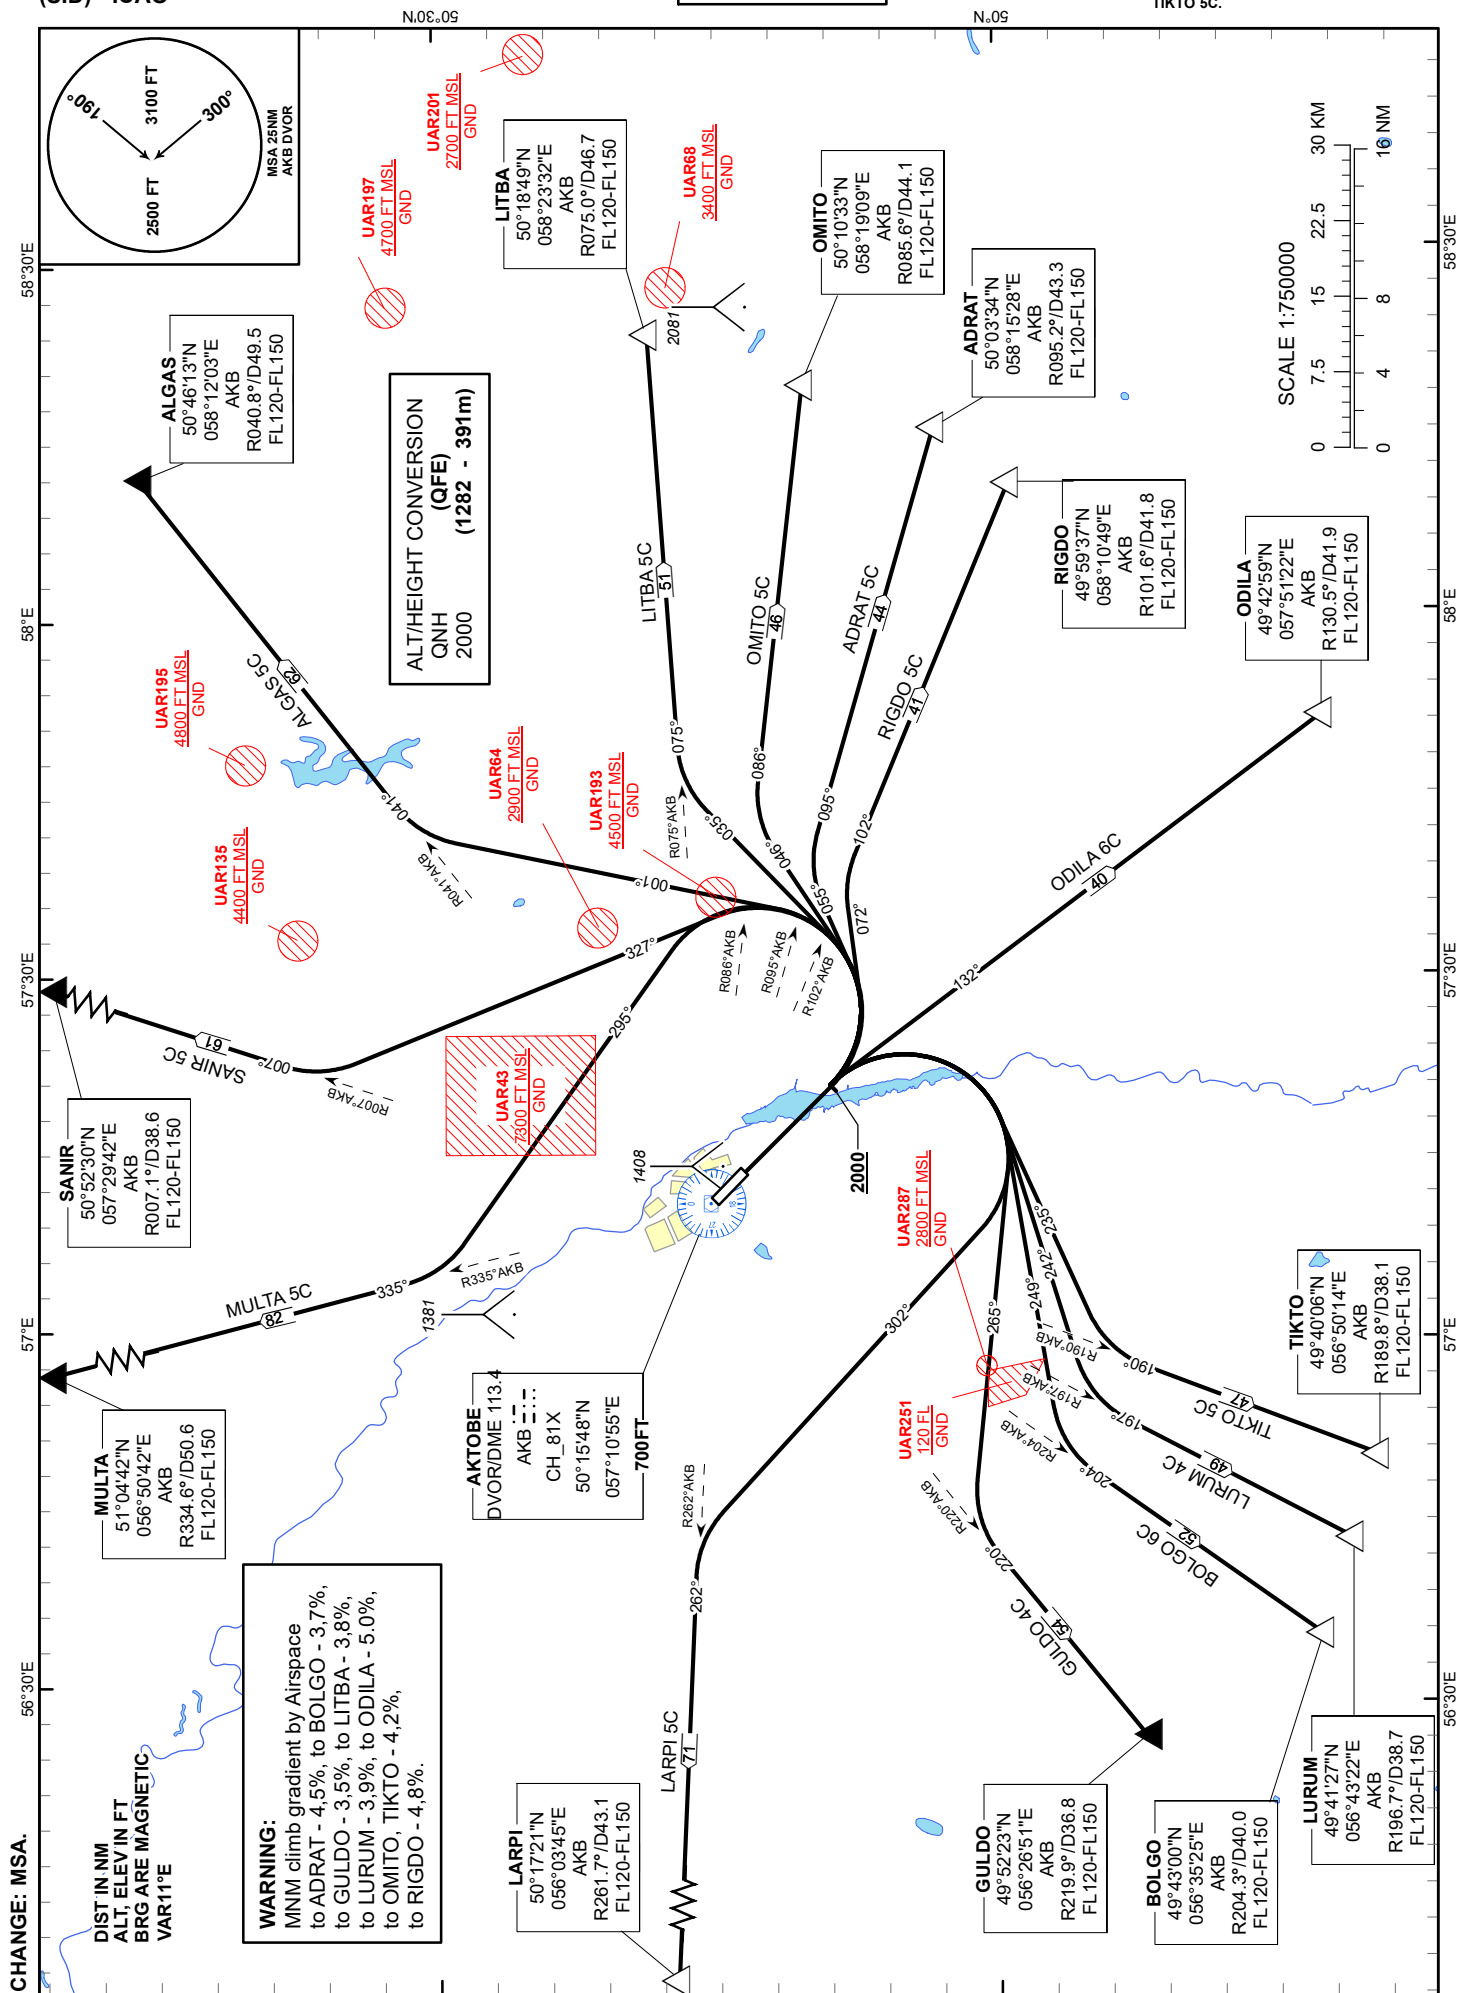 (SID) - ICAO
TIKTO 5C.
CHANGE: MSA.
DIST IN NM
ALT, ELEV IN FT
BRG ARE MAGNETIC
VAR11°E
WARNING:
MNM climb gradient by Airspace
to ADRAT - 4,5%, to BOLGO - 3,7%,
to GULDO - 3,5%, to LITBA - 3,8%,
to LURUM - 3,9%, to ODILA - 5.0%,
to OMITO, TIKTO - 4,2%,
to RIGDO - 4,8%.
56°30'E
57°E
57°30'E
58°E
58°30'E
50°30'N
50°N
56°30'E
57°E
57°30'E
58°E
58°30'E
190°
300°
2500 FT
3100 FT
MSA 25NM
AKB DVOR
ALT/HEIGHT CONVERSION
QNH (QFE)
2000 (1282 - 391m)
MULTA
51°04'42"N
056°50'42"E
AKB
R334.6°/D50.6
FL120-FL150
SANIR
50°52'30"N
057°29'42"E
AKB
R007.1°/D38.6
FL120-FL150
ALGAS
50°46'13"N
058°12'03"E
AKB
R040.8°/D49.5
FL120-FL150
LITBA
50°18'49"N
058°23'32"E
AKB
R075.0°/D46.7
FL120-FL150
OMITO
50°10'33"N
058°19'09"E
AKB
R085.6°/D44.1
FL120-FL150
ADRAT
50°03'34"N
058°15'28"E
AKB
R095.2°/D43.3
FL120-FL150
RIGDO
49°59'37"N
058°10'49"E
AKB
R101.6°/D41.8
FL120-FL150
ODILA
49°42'59"N
057°51'22"E
AKB
R130.5°/D41.9
FL120-FL150
TIKTO
49°40'06"N
056°50'14"E
AKB
R189.8°/D38.1
FL120-FL150
LURUM
49°41'27"N
056°43'22"E
AKB
R196.7°/D38.7
FL120-FL150
BOLGO
49°43'00"N
056°35'25"E
AKB
R204.3°/D40.0
FL120-FL150
GULDO
49°52'23"N
056°26'51"E
AKB
R219.9°/D36.8
FL120-FL150
LARPI
50°17'21"N
056°03'45"E
AKB
R261.7°/D43.1
FL120-FL150
AKTOBE
DVOR/DME 113.4
AKB
CH_81X
50°15'48"N
057°10'55"E
700FT
UAR135
4400 FT MSL
GND
UAR195
4800 FT MSL
GND
UAR197
4700 FT MSL
GND
UAR201
2700 FT MSL
GND
UAR68
3400 FT MSL
GND
UAR64
2900 FT MSL
GND
UAR193
4500 FT MSL
GND
UAR43
7300 FT MSL
GND
UAR287
2800 FT MSL
GND
UAR251
120 FL
GND
MULTA 5C
82
335°
R335°AKB
295°
SANIR 5C
61
007°
R007°AKB
327°
ALGAS 5C
62
041°
R041°AKB
001°
LITBA 5C
51
075°
R075°AKB
035°
OMITO 5C
46
086°
R086°AKB
046°
ADRAT 5C
44
095°
R095°AKB
055°
RIGDO 5C
41
102°
R102°AKB
072°
ODILA 6C
40
132°
TIKTO 5C
47
190°
R190°AKB
235°
LURUM 4C
49
197°
R197°AKB
242°
BOLGO 6C
52
204°
R204°AKB
249°
GULDO 4C
54
220°
R220°AKB
265°
LARPI 5C
71
262°
R262°AKB
302°
1381
1408
2081
2000
0
27
SCALE 1:750000
0 7.5 15 22.5 30 KM
0 4 8 16 NM